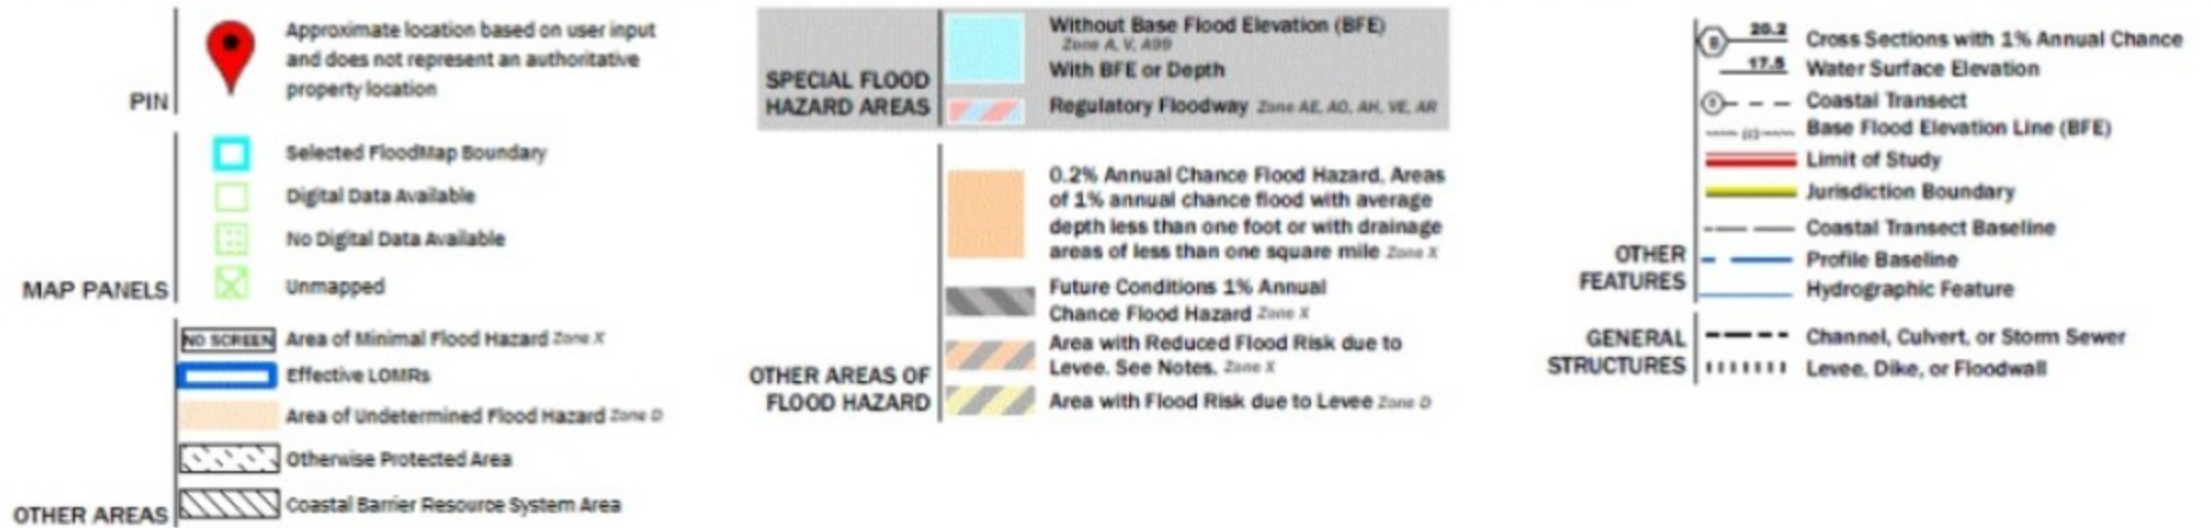 PIN
Approximate location based on user input
and does not represent an authoritative
property location
MAP PANELS
Selected FloodMap Boundary
Digital Data Available
No Digital Data Available
Unmapped
OTHER AREAS
NO SCREEN Area of Minimal Flood Hazard Zone X
Effective LOMRs
Area of Undetermined Flood Hazard Zone D
Otherwise Protected Area
Coastal Barrier Resource System Area
SPECIAL FLOOD
HAZARD AREAS
Without Base Flood Elevation (BFE)
Zone A, V, A99
With BFE or Depth
Regulatory Floodway Zone AE, AO, AH, VE, AR
OTHER AREAS OF
FLOOD HAZARD
0.2% Annual Chance Flood Hazard, Areas
of 1% annual chance flood with average
depth less than one foot or with drainage
areas of less than one square mile Zone X
Future Conditions 1% Annual
Chance Flood Hazard Zone X
Area with Reduced Flood Risk due to
Levee. See Notes. Zone X
Area with Flood Risk due to Levee Zone D
OTHER
FEATURES
B 20.2 Cross Sections with 1% Annual Chance
17.5 Water Surface Elevation
Coastal Transect
Base Flood Elevation Line (BFE)
Limit of Study
Jurisdiction Boundary
Coastal Transect Baseline
Profile Baseline
Hydrographic Feature
GENERAL
STRUCTURES
Channel, Culvert, or Storm Sewer
Levee, Dike, or Floodwall